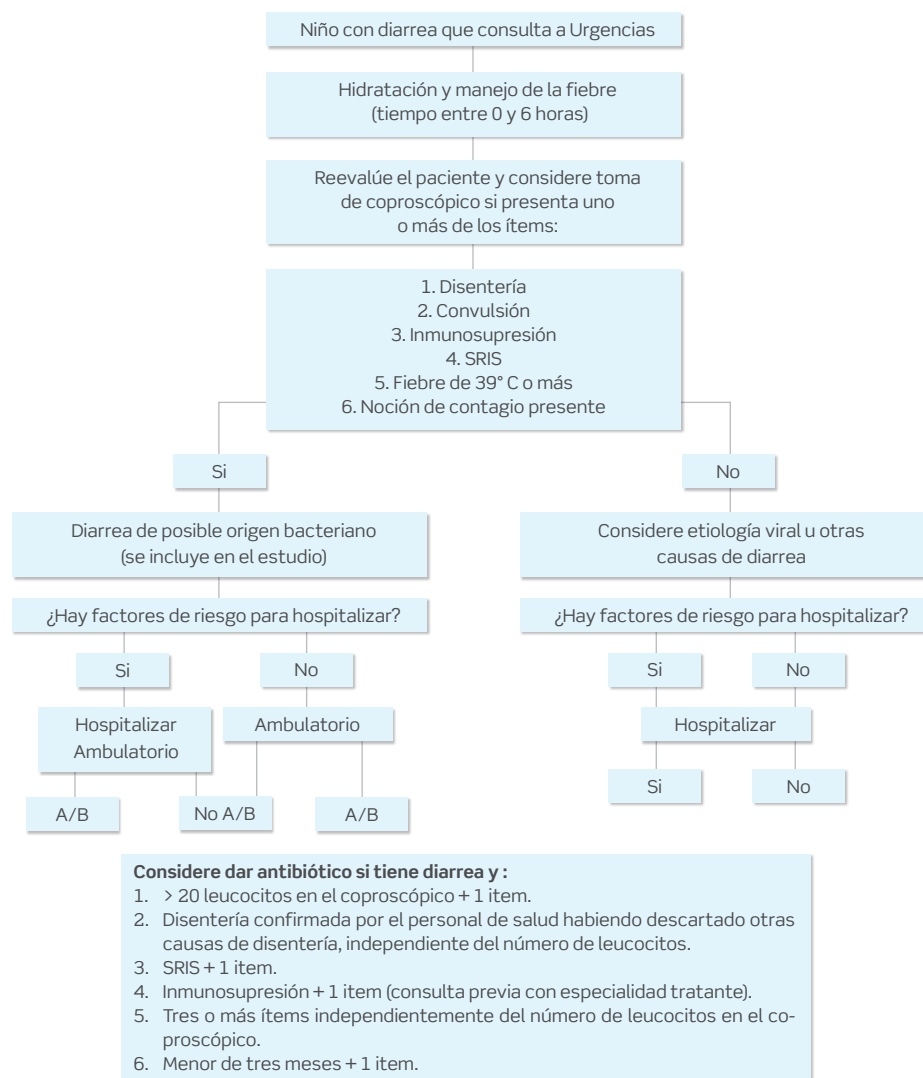 Niño con diarrea que consulta a Urgencias
Hidratación y manejo de la fiebre
(tiempo entre 0 y 6 horas)
Reevalúe el paciente y considere toma
de coproscópico si presenta uno
o más de los ítems:
1. Disentería
2. Convulsión
3. Inmunosupresión
4. SRIS
5. Fiebre de 39° C o más
6. Noción de contagio presente
Si
No
Diarrea de posible origen bacteriano
(se incluye en el estudio)
Considere etiología viral u otras
causas de diarrea
¿Hay factores de riesgo para hospitalizar?
¿Hay factores de riesgo para hospitalizar?
Si
No
Si
No
Hospitalizar
Ambulatorio
Ambulatorio
Hospitalizar
Si
No
A/B
No A/B
A/B
Considere dar antibiótico si tiene diarrea y :
1. > 20 leucocitos en el coproscópico + 1 item.
2. Disentería confirmada por el personal de salud habiendo descartado otras
causas de disentería, independiente del número de leucocitos.
3. SRIS + 1 item.
4. Inmunosupresión + 1 item (consulta previa con especialidad tratante).
5. Tres o más ítems independientemente del número de leucocitos en el co-
proscópico.
6. Menor de tres meses + 1 item.